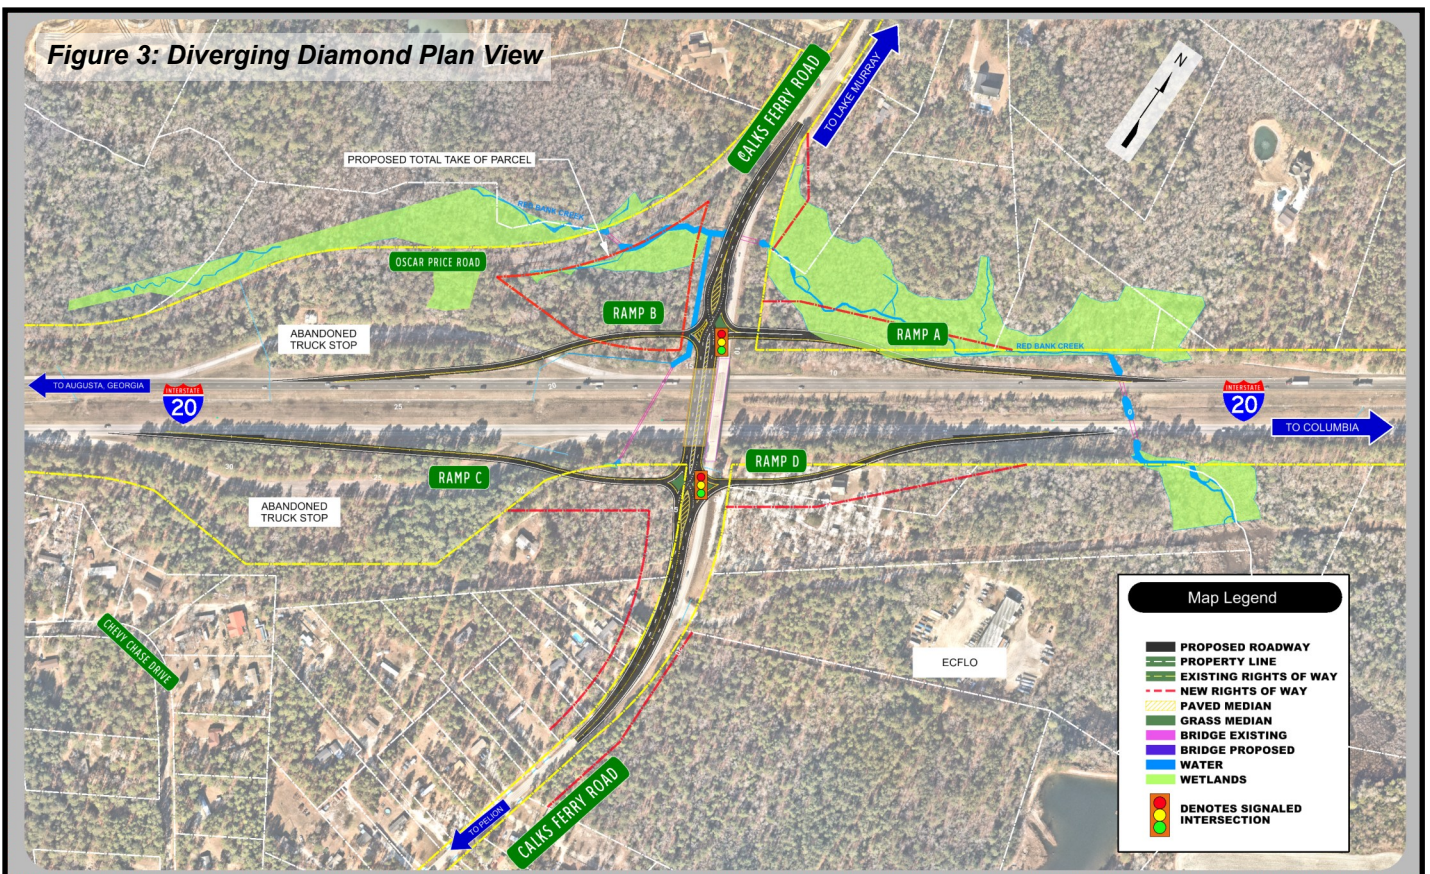 Figure 3: Diverging Diamond Plan View
CALKS FERRY ROAD
TO LAKE MURRAY
N
PROPOSED TOTAL TAKE OF PARCEL
RED BANK CREEK
OSCAR PRICE ROAD
RAMP B
RAMP A
ABANDONED
TRUCK STOP
RED BANK CREEK
TO AUGUSTA, GEORGIA
INTERSTATE
20
INTERSTATE
20
TO COLUMBIA
RAMP C
RAMP D
ABANDONED
TRUCK STOP
CHEVY CHASE DRIVE
ECFLO
CALKS FERRY ROAD
TO PELION
Map Legend
PROPOSED ROADWAY
PROPERTY LINE
EXISTING RIGHTS OF WAY
NEW RIGHTS OF WAY
PAVED MEDIAN
GRASS MEDIAN
BRIDGE EXISTING
BRIDGE PROPOSED
WATER
WETLANDS
DENOTES SIGNALED
INTERSECTION